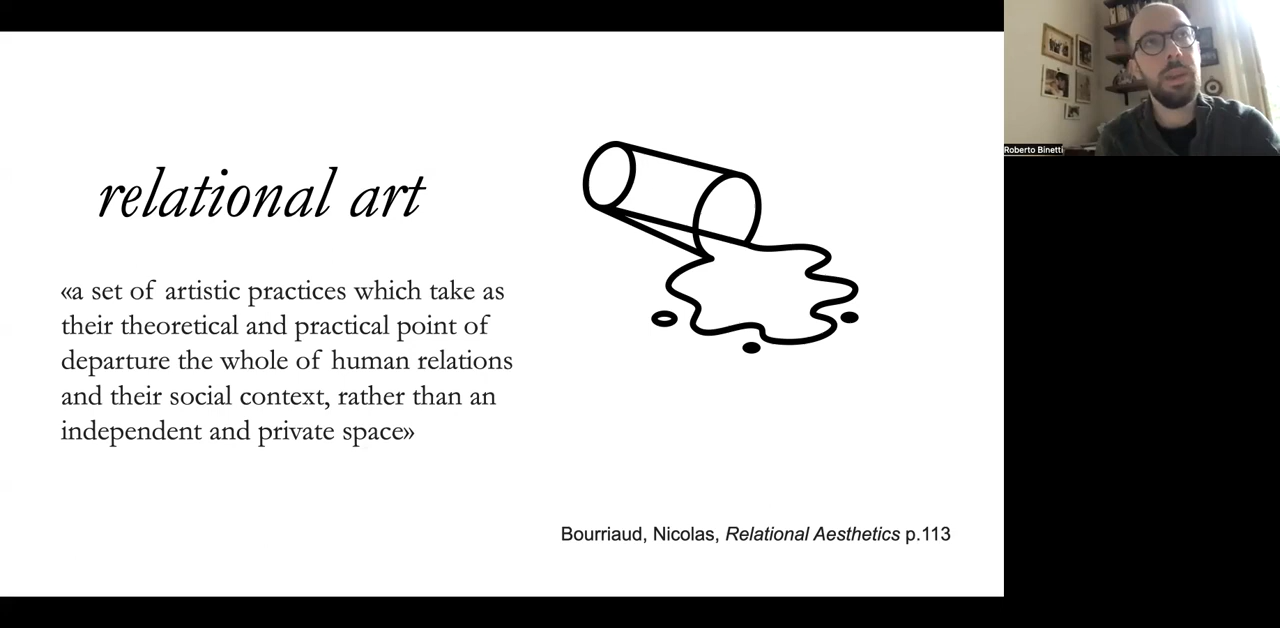 relational art
«a set of artistic practices which take as
their theoretical and practical point of
departure the whole of human relations
and their social context, rather than an
independent and private space»
Bourriaud, Nicolas, Relational Aesthetics p.113
Roberto Binetti